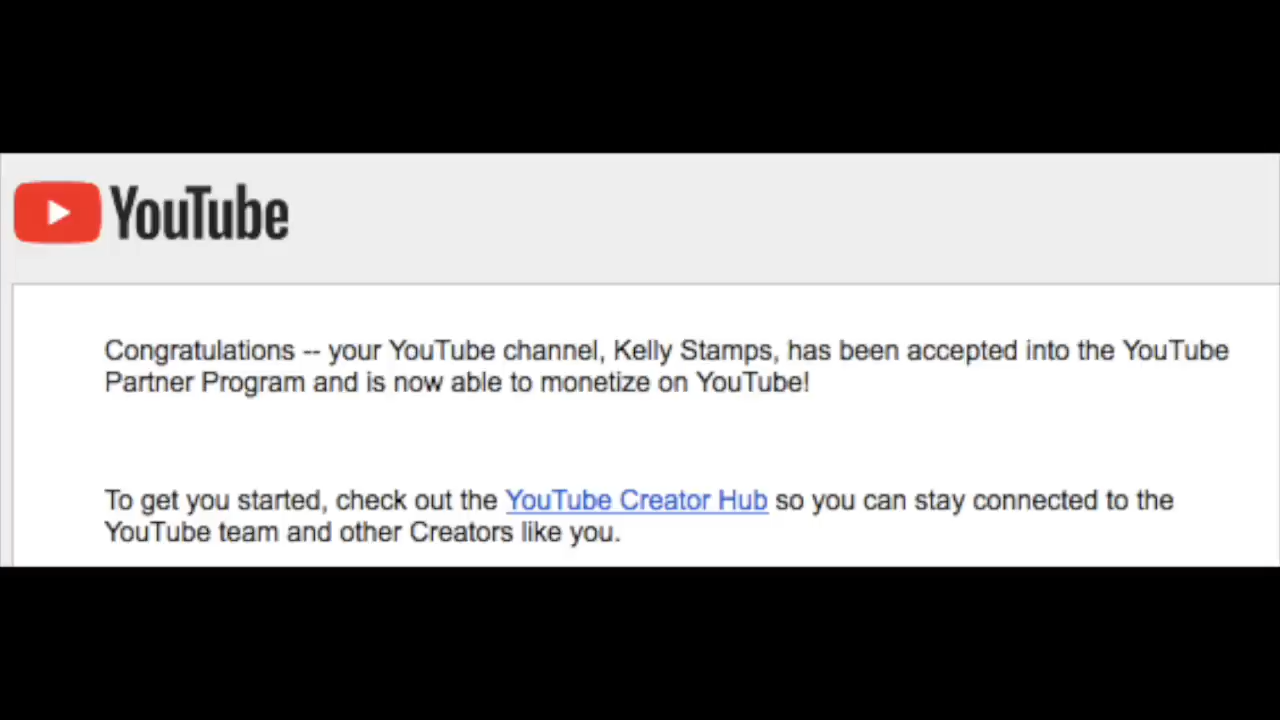 YouTube
Congratulations -- your YouTube channel, Kelly Stamps, has been accepted into the YouTube
Partner Program and is now able to monetize on YouTube!
To get you started, check out the YouTube Creator Hub so you can stay connected to the
YouTube team and other Creators like you.